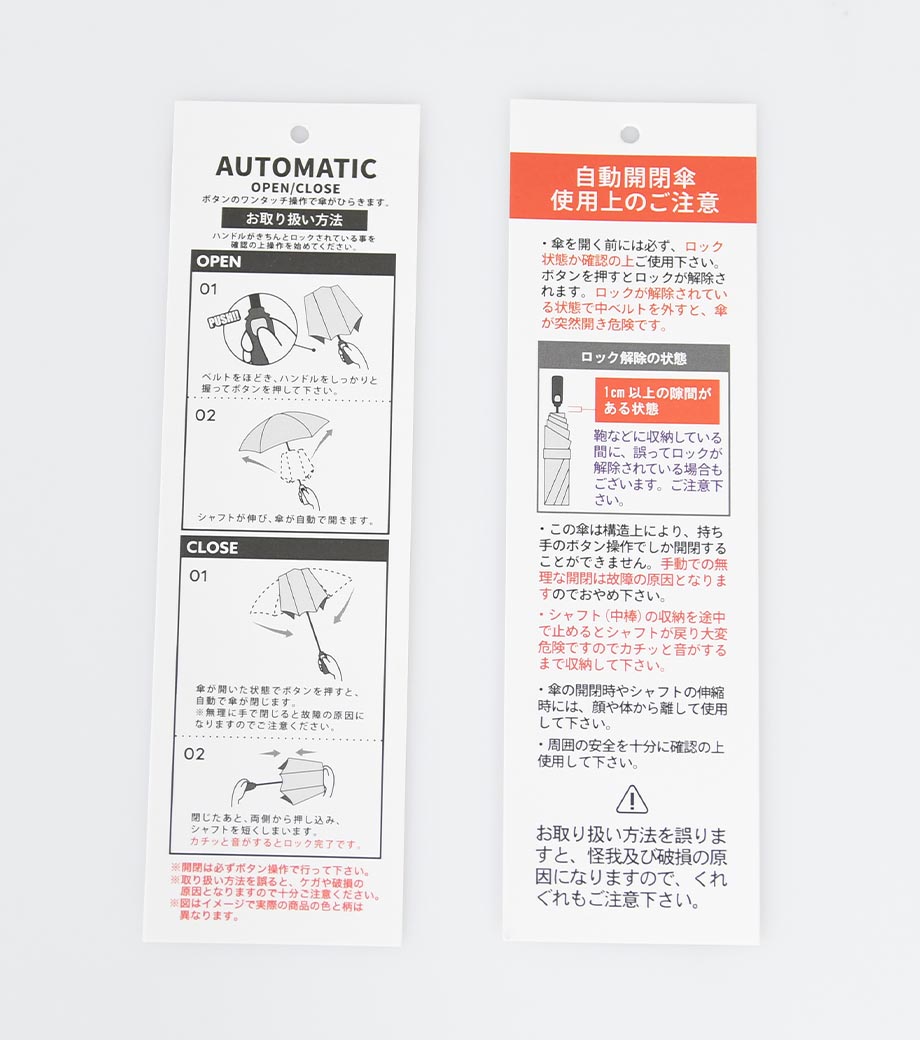 AUTOMATIC
OPEN/CLOSE
ボタンのワンタッチ操作で傘がひらきます。
お取り扱い方法
ハンドルがきちんとロックされている事を
確認の上操作を始めてください。
OPEN
01
PUSH!!
ベルトをほどき、ハンドルをしっかりと
握ってボタンを押して下さい。
02
シャフトが伸び、傘が自動で開きます。
CLOSE
01
傘が開いた状態でボタンを押すと、
自動で傘が閉じます。
※無理に手で閉じると故障の原因に
なりますのでご注意ください。
02
閉じたあと、両側から押し込み、
シャフトを短くしまいます。
カチッと音がするとロック完了です。
※開閉は必ずボタン操作で行って下さい。
※取り扱い方法を誤ると、ケガや破損の
原因となりますので十分ご注意ください。
※図はイメージで実際の商品の色と柄は
異なります。
自動開閉傘
使用上のご注意
・傘を開く前には必ず、ロック
状態か確認の上ご使用下さい。
ボタンを押すとロックが解除さ
れます。ロックが解除されてい
る状態で中ベルトを外すと、傘
が突然開き危険です。
ロック解除の状態
1cm 以上の隙間が
ある状態
鞄などに収納している
間に、誤ってロックが
解除されている場合も
ございます。ご注意下
さい。
・この傘は構造上により、持ち
手のボタン操作でしか開閉する
ことができません。手動での無
理な開閉は故障の原因となりま
すのでおやめ下さい。
・シャフト（中棒）の収納を途中
で止めるとシャフトが戻り大変
危険ですのでカチッと音がする
まで収納して下さい。
・傘の開閉時やシャフトの伸縮
時には、顔や体から離して使用
して下さい。
・周囲の安全を十分に確認の上
使用して下さい。
お取り扱い方法を誤りま
すと、怪我及び破損の原
因になりますので、くれ
ぐれもご注意下さい。